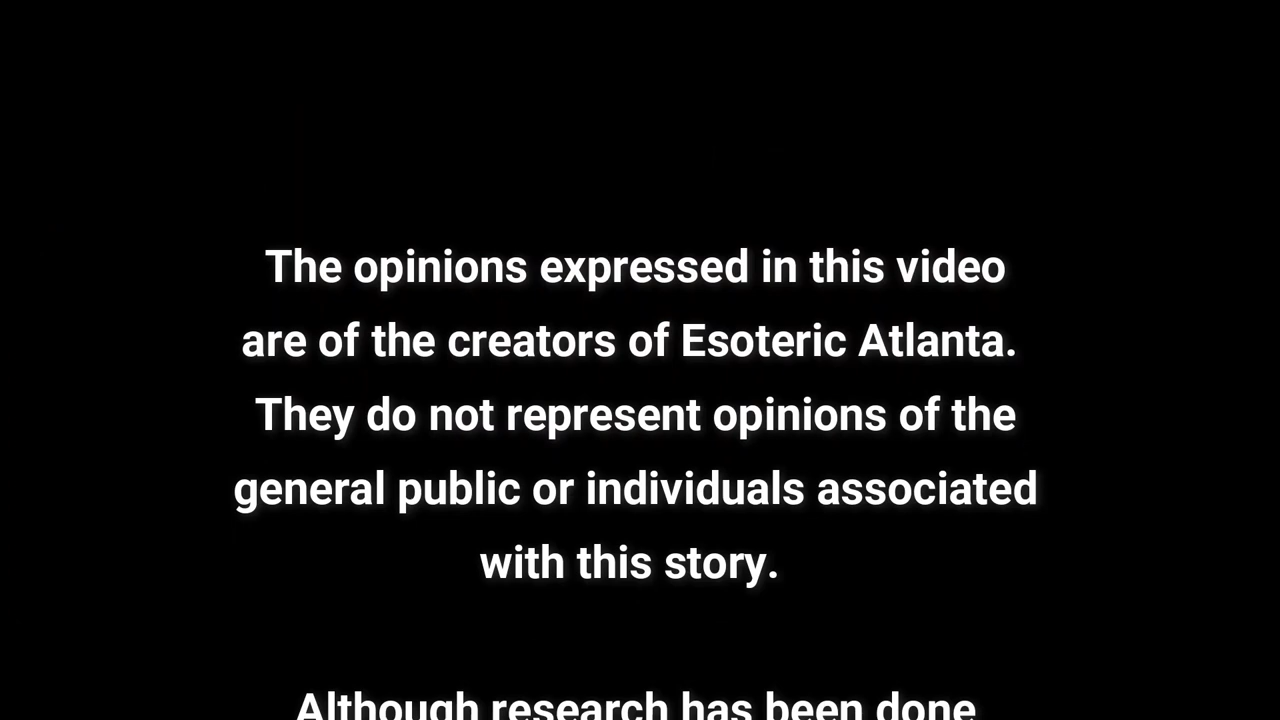 The opinions expressed in this video
are of the creators of Esoteric Atlanta.
They do not represent opinions of the
general public or individuals associated
with this story.
Although research has been done